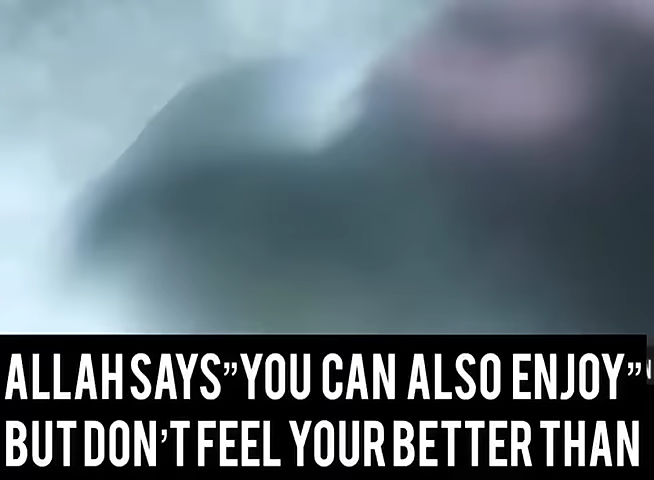 ALLAH SAYS”YOU CAN ALSO ENJOY”
BUT DON’T FEEL YOUR BETTER THAN